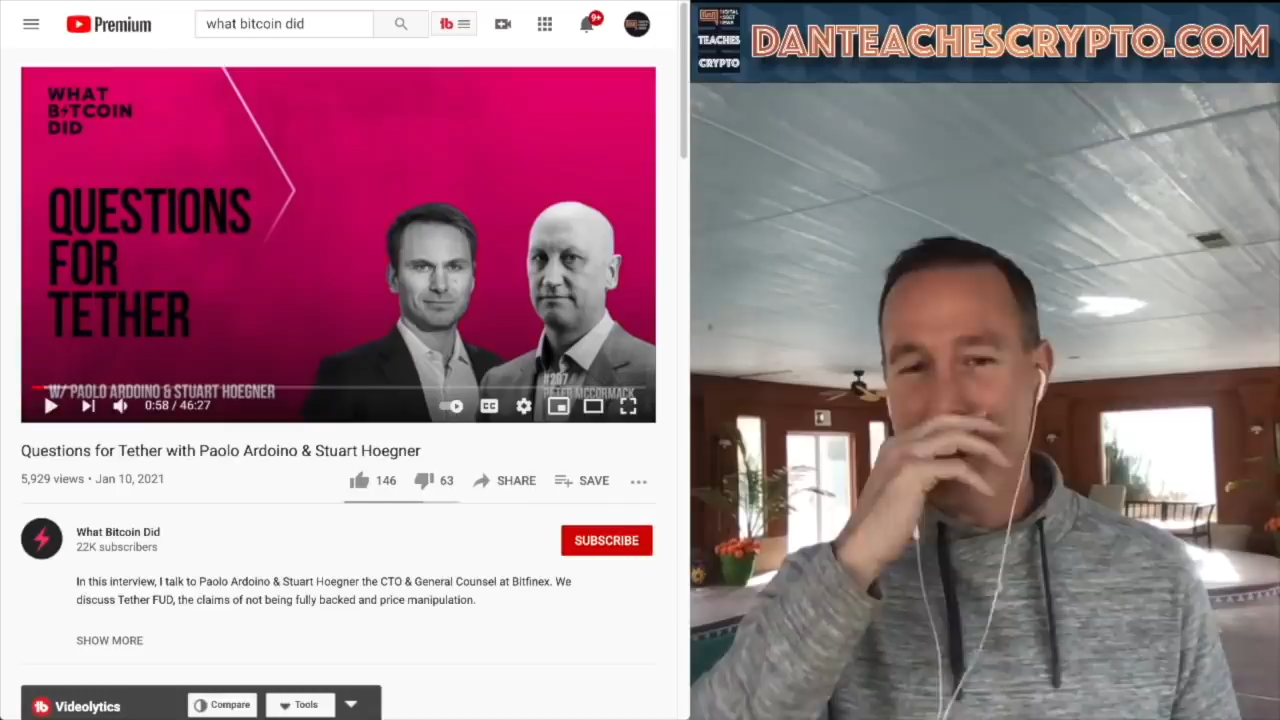 Premium
what bitcoin did
9+
WHAT
BITCOIN
DID
QUESTIONS
FOR
TETHER
W/ PAOLO ARDOINO & STUART HOEGNER
#297
PETER MCCORMACK
0:58 / 46:27
CC
Questions for Tether with Paolo Ardoino & Stuart Hoegner
5,929 views • Jan 10, 2021
146
63
SHARE
SAVE
What Bitcoin Did
22K subscribers
SUBSCRIBE
In this interview, I talk to Paolo Ardoino & Stuart Hoegner the CTO & General Counsel at Bitfinex. We
discuss Tether FUD, the claims of not being fully backed and price manipulation.
SHOW MORE
Videolytics
Compare
Tools
TEACHES
CRYPTO
DANTEACHESCRYPTO.COM